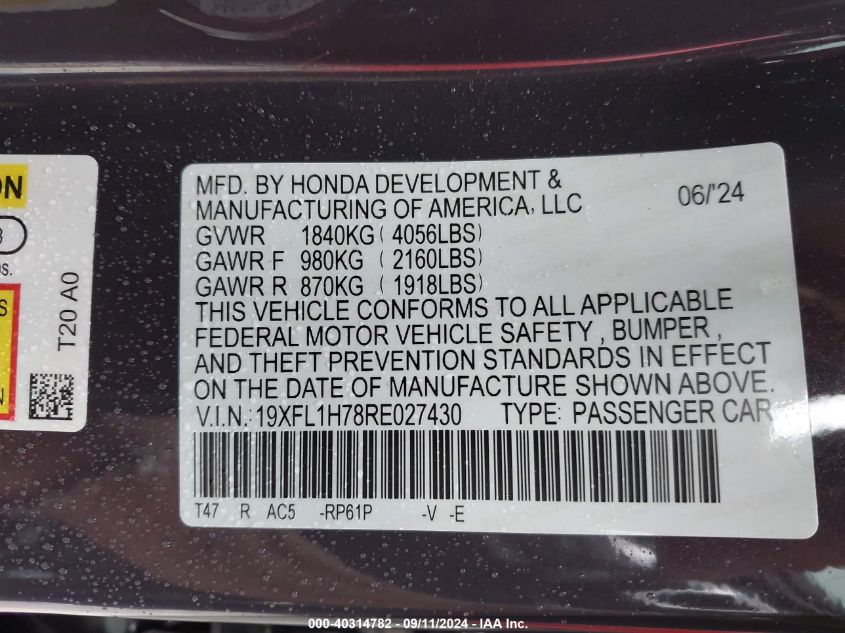 ON
3
OS.
S
N
T20 A0
MFD. BY HONDA DEVELOPMENT &
MANUFACTURING OF AMERICA, LLC
06/'24
GVWR 1840KG ( 4056LBS)
GAWR F 980KG ( 2160LBS)
GAWR R 870KG ( 1918LBS)
THIS VEHICLE CONFORMS TO ALL APPLICABLE
FEDERAL MOTOR VEHICLE SAFETY , BUMPER ,
AND THEFT PREVENTION STANDARDS IN EFFECT
ON THE DATE OF MANUFACTURE SHOWN ABOVE.
V.I.N.: 19XFL1H78RE027430 TYPE: PASSENGER CAR
T47 R AC5 -RP61P -V -E
000-40314782 - 09/11/2024 - IAA Inc.